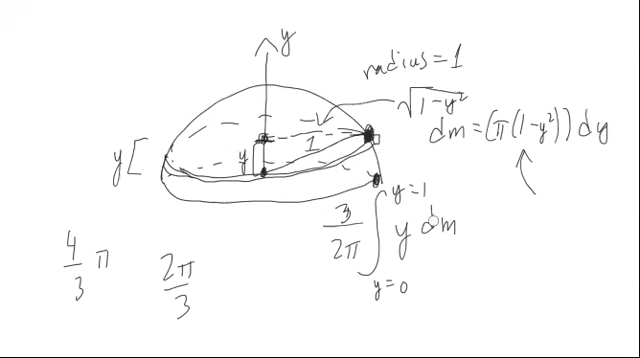 y
radius = 1
√1-y²
dm = (π(1-y²)) dy
1
y
y [
3/2π ∫ y dm
y=1
y=0
4/3 π
2π/3